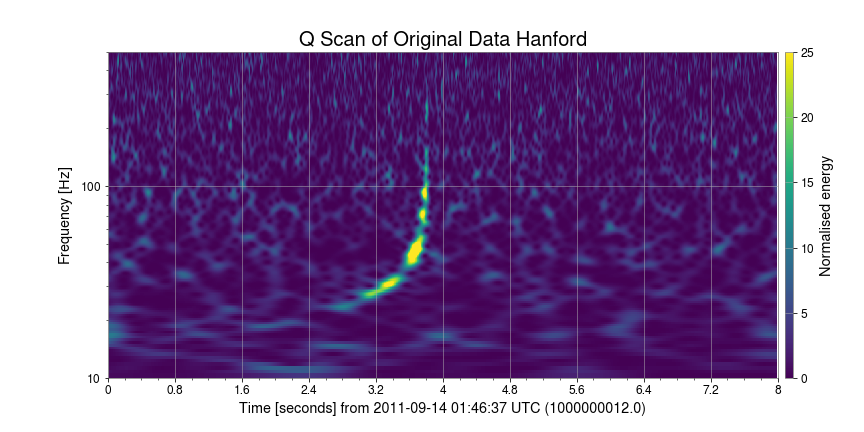 Q Scan of Original Data Hanford
25
20
15
10
5
0
Normalised energy
Frequency [Hz]
100
10
0 0.8 1.6 2.4 3.2 4 4.8 5.6 6.4 7.2 8
Time [seconds] from 2011-09-14 01:46:37 UTC (1000000012.0)